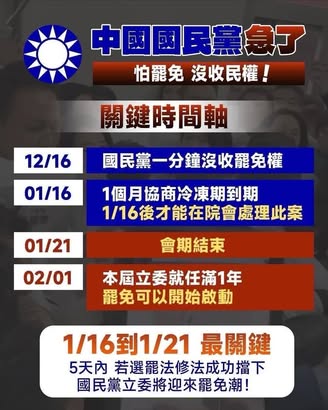 中國國民黨急了
怕罷免 沒收民權！
關鍵時間軸
12/16
國民黨一分鐘沒收罷免權
01/16
1個月協商冷凍期到期
1/16後才能在院會處理此案
01/21
會期結束
02/01
本屆立委就任滿1年
罷免可以開始啟動
1/16到1/21 最關鍵
5天內 若選罷法修法成功擋下
國民黨立委將迎來罷免潮！